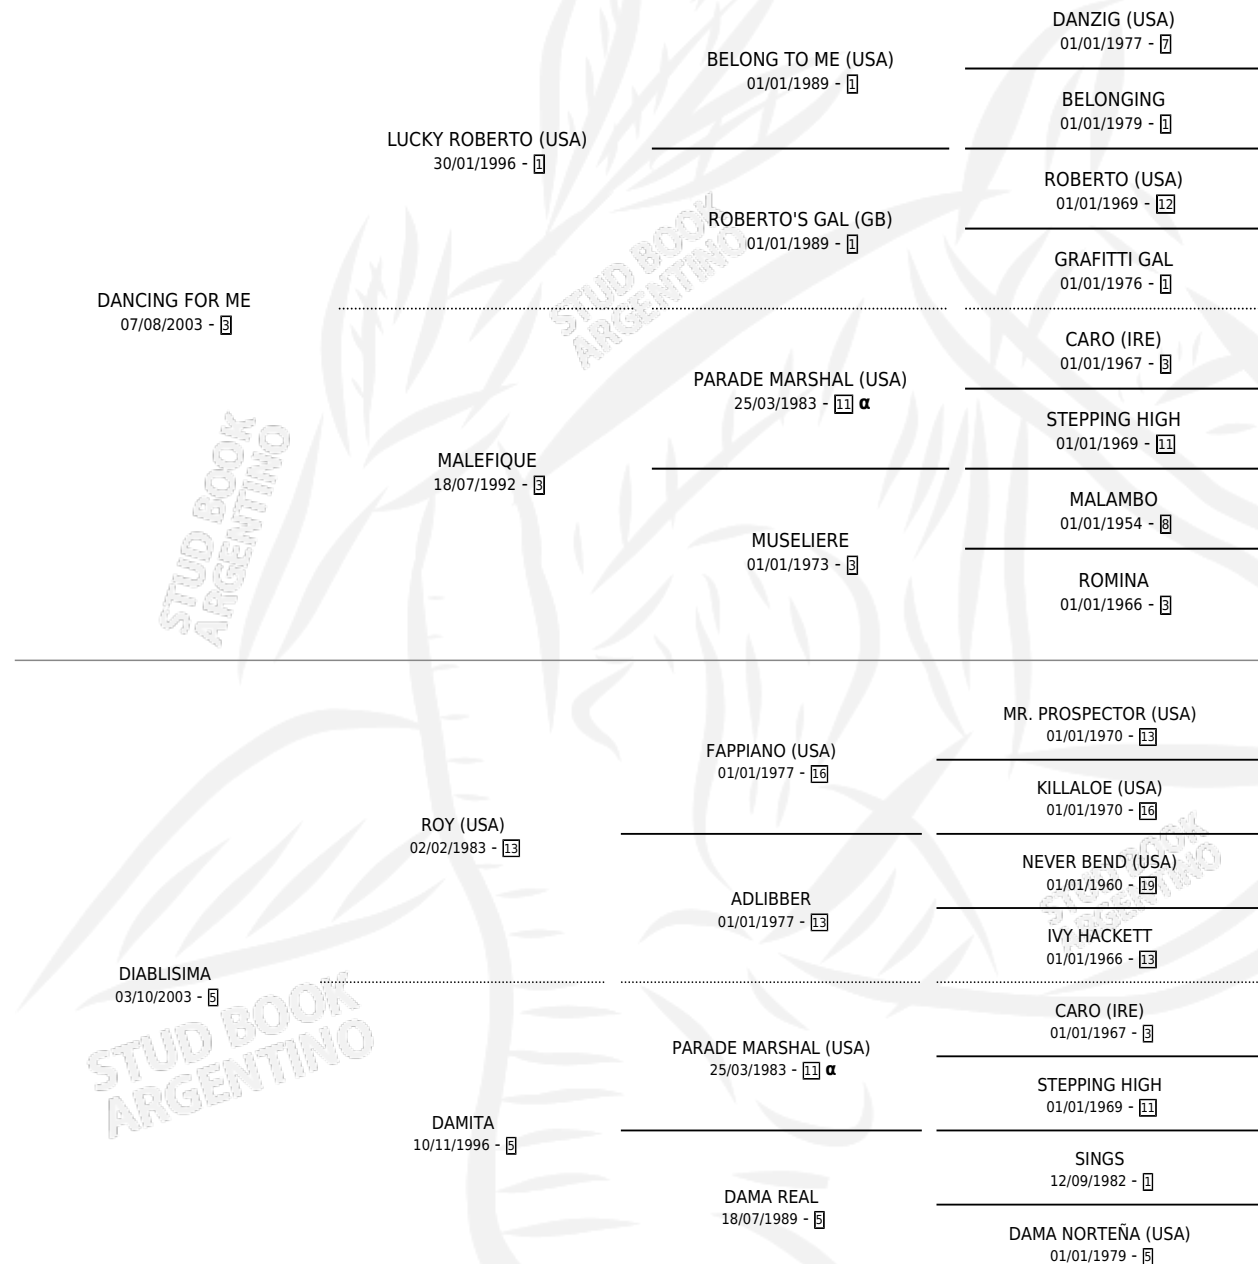 DANCING FOR ME
07/08/2003 - 3
LUCKY ROBERTO (USA)
30/01/1996 - 1
BELONG TO ME (USA)
01/01/1989 - 1
DANZIG (USA)
01/01/1977 - 7
BELONGING
01/01/1979 - 1
ROBERTO'S GAL (GB)
01/01/1989 - 1
ROBERTO (USA)
01/01/1969 - 12
GRAFITTI GAL
01/01/1976 - 1
MALEFIQUE
18/07/1992 - 3
PARADE MARSHAL (USA)
25/03/1983 - 11 α
CARO (IRE)
01/01/1967 - 3
STEPPING HIGH
01/01/1969 - 11
MUSELIERE
01/01/1973 - 3
MALAMBO
01/01/1954 - 8
ROMINA
01/01/1966 - 3
DIABLISIMA
03/10/2003 - 5
ROY (USA)
02/02/1983 - 13
FAPPIANO (USA)
01/01/1977 - 16
MR. PROSPECTOR (USA)
01/01/1970 - 13
KILLALOE (USA)
01/01/1970 - 16
ADLIBBER
01/01/1977 - 13
NEVER BEND (USA)
01/01/1960 - 19
IVY HACKETT
01/01/1966 - 13
DAMITA
10/11/1996 - 5
PARADE MARSHAL (USA)
25/03/1983 - 11 α
CARO (IRE)
01/01/1967 - 3
STEPPING HIGH
01/01/1969 - 11
DAMA REAL
18/07/1989 - 5
SINGS
12/09/1982 - 1
DAMA NORTEÑA (USA)
01/01/1979 - 5
STUD BOOK
ARGENTINO
STUD BOOK
ARGENTINO
STUD BOOK
ARGENTINO
STUD BOOK
ARGENTINO